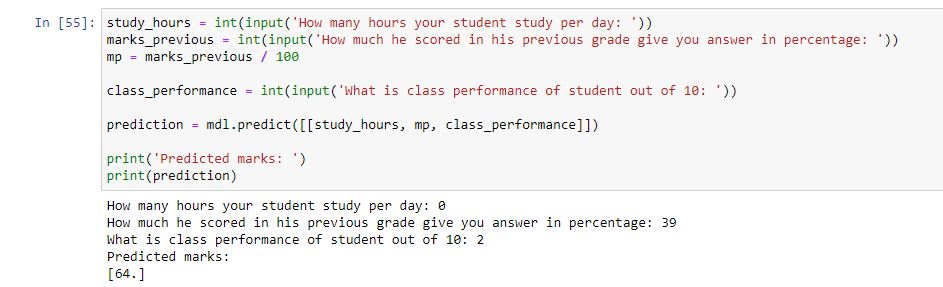 In [55]: study_hours = int(input('How many hours your student study per day: '))
marks_previous = int(input('How much he scored in his previous grade give you answer in percentage: '))
mp = marks_previous / 100
class_performance = int(input('What is class performance of student out of 10: '))
prediction = mdl.predict([[study_hours, mp, class_performance]])
print('Predicted marks: ')
print(prediction)
How many hours your student study per day: 0
How much he scored in his previous grade give you answer in percentage: 39
What is class performance of student out of 10: 2
Predicted marks:
[64.]